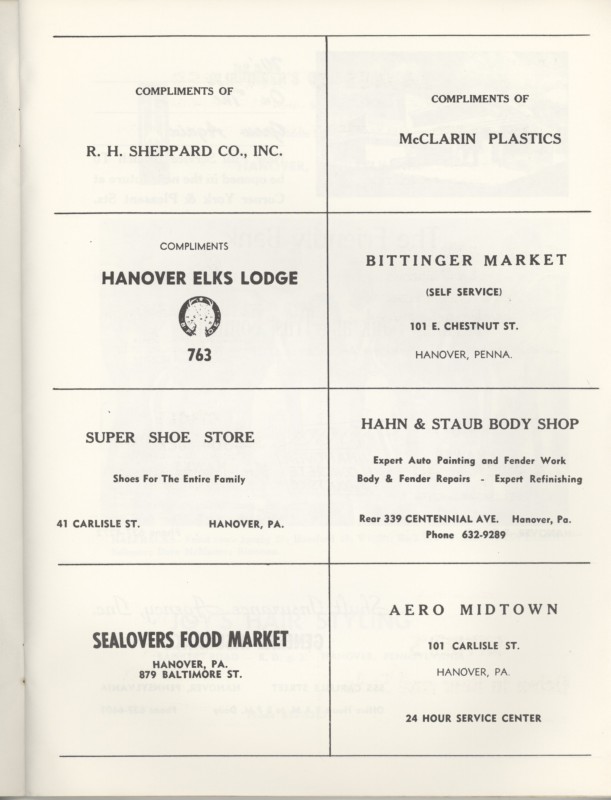 COMPLIMENTS OF
R. H. SHEPPARD CO., INC.
COMPLIMENTS OF
McCLARIN PLASTICS
COMPLIMENTS
HANOVER ELKS LODGE
763
BITTINGER MARKET
(SELF SERVICE)
101 E. CHESTNUT ST.
HANOVER, PENNA.
SUPER SHOE STORE
Shoes For The Entire Family
41 CARLISLE ST. HANOVER, PA.
HAHN & STAUB BODY SHOP
Expert Auto Painting and Fender Work
Body & Fender Repairs - Expert Refinishing
Rear 339 CENTENNIAL AVE. Hanover, Pa.
Phone 632-9289
SEALOVERS FOOD MARKET
HANOVER, PA.
879 BALTIMORE ST.
AERO MIDTOWN
101 CARLISLE ST.
HANOVER, PA.
24 HOUR SERVICE CENTER